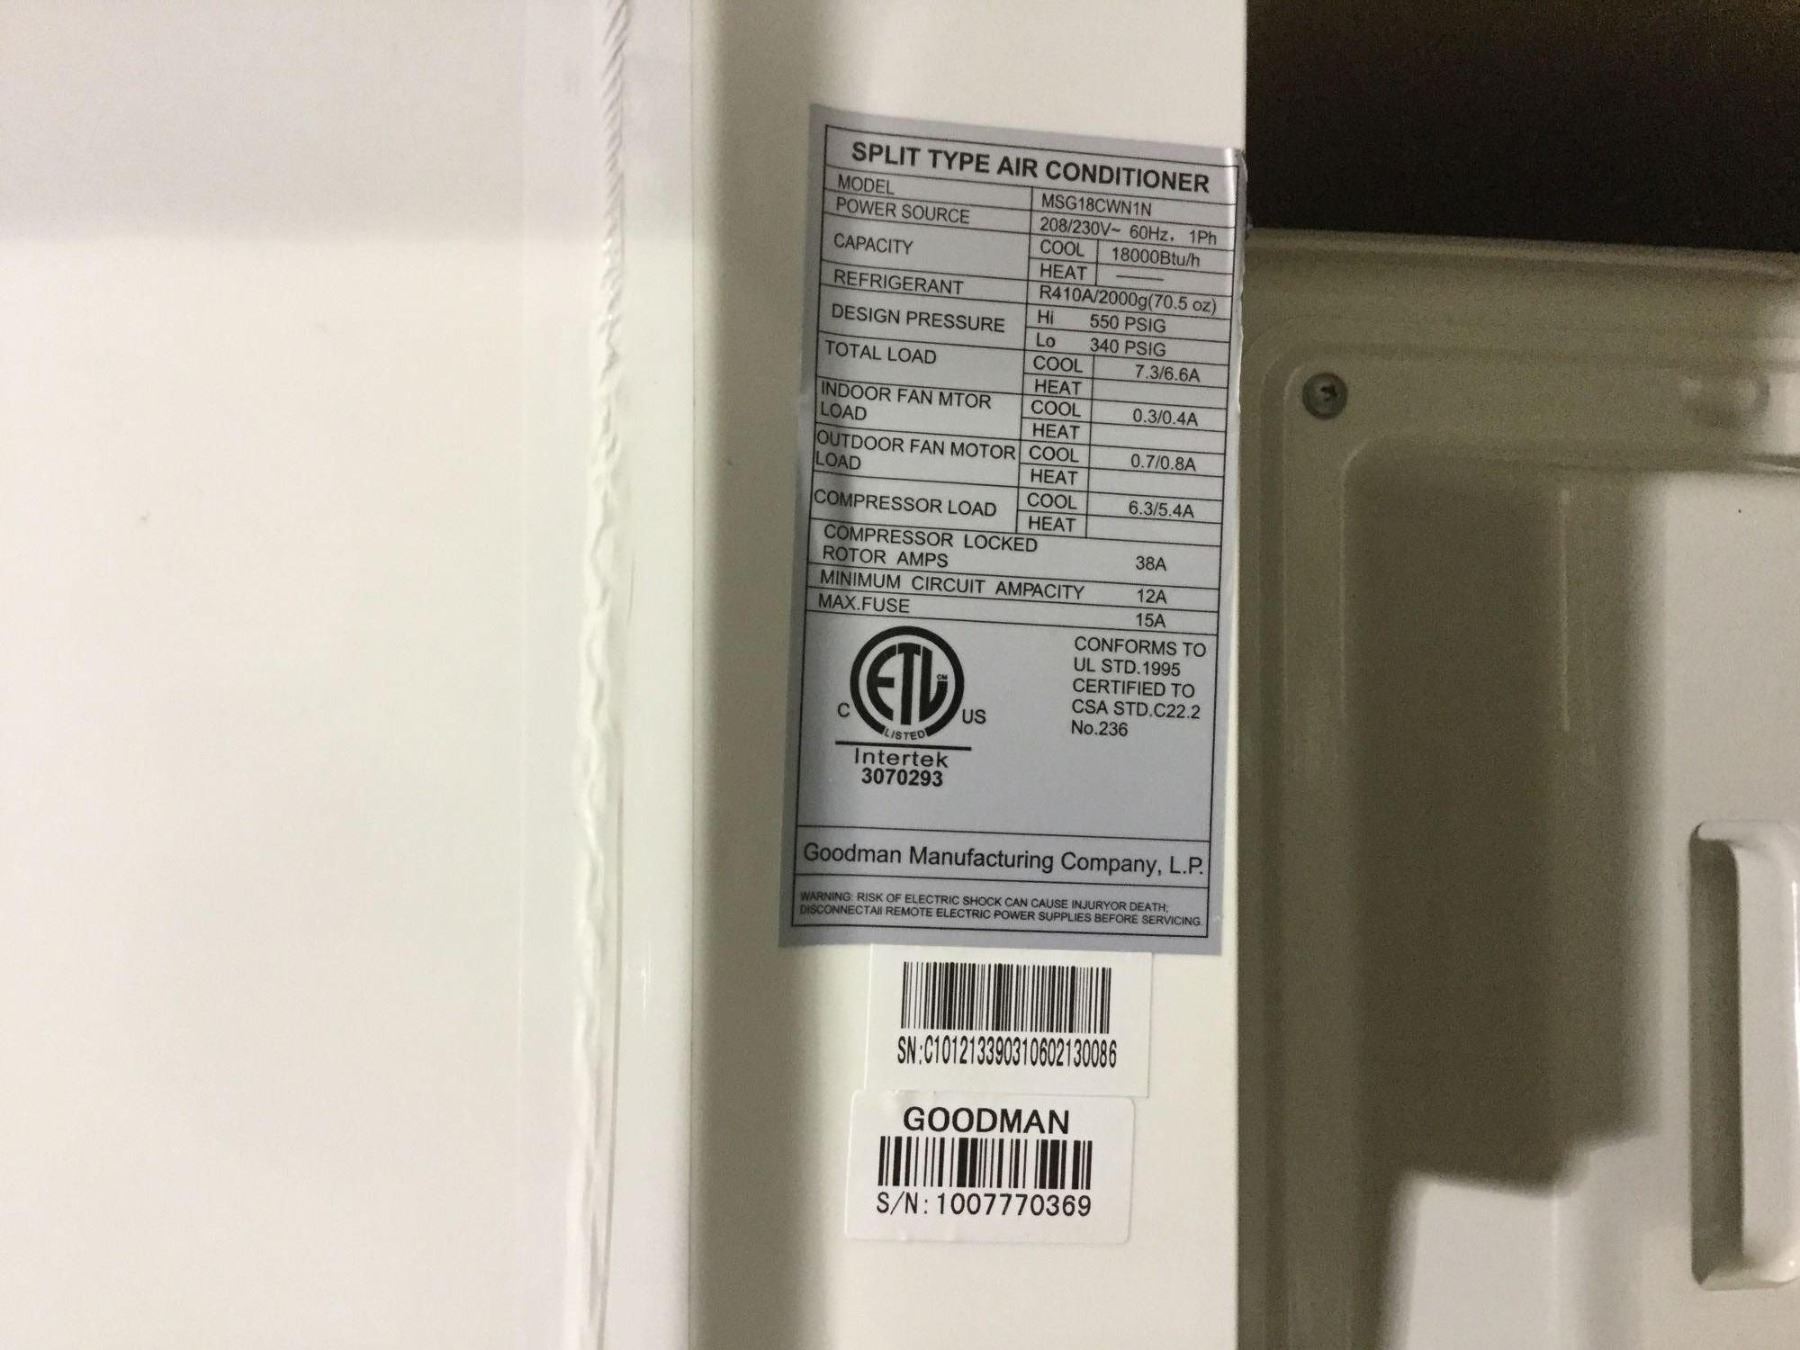 SPLIT TYPE AIR CONDITIONER
MODEL MSG18CWN1N
POWER SOURCE 208/230V~ 60Hz, 1Ph
CAPACITY COOL 18000Btu/h
HEAT ——
REFRIGERANT R410A/2000g(70.5 oz)
DESIGN PRESSURE Hi 550 PSIG
Lo 340 PSIG
TOTAL LOAD COOL 7.3/6.6A
HEAT
INDOOR FAN MTOR
LOAD COOL 0.3/0.4A
HEAT
OUTDOOR FAN MOTOR
LOAD COOL 0.7/0.8A
HEAT
COMPRESSOR LOAD COOL 6.3/5.4A
HEAT
COMPRESSOR LOCKED
ROTOR AMPS 38A
MINIMUM CIRCUIT AMPACITY 12A
MAX.FUSE 15A
ETL CM
C US
LISTED
Intertek
3070293
CONFORMS TO
UL STD.1995
CERTIFIED TO
CSA STD.C22.2
No.236
Goodman Manufacturing Company, L.P.
WARNING: RISK OF ELECTRIC SHOCK CAN CAUSE INJURYOR DEATH;
DISCONNECTAll REMOTE ELECTRIC POWER SUPPLIES BEFORE SERVICING.
SN:C101213390310602130086
GOODMAN
S/N:1007770369